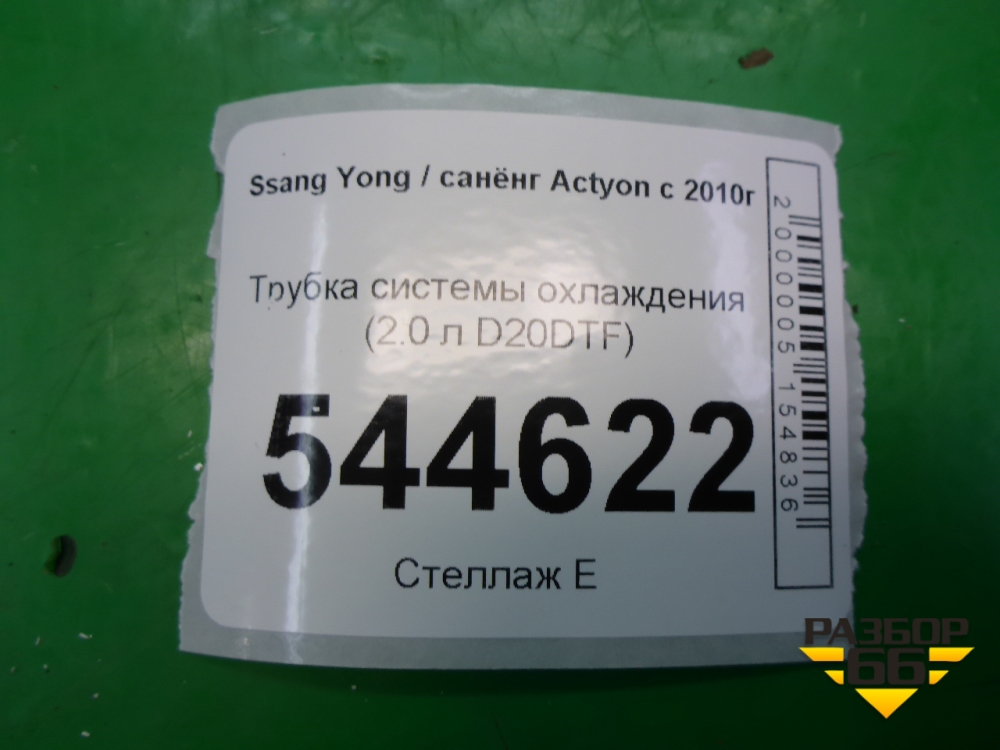 Ssang Yong / санёнг Actyon с 2010г
Трубка системы охлаждения
(2.0 л D20DTF)
544622
Стеллаж Е
2000005154836
РАЗБОР
66